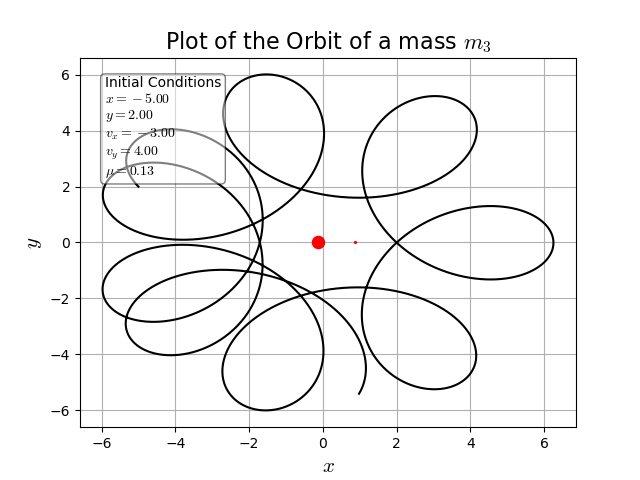 Plot of the Orbit of a mass m₃
Initial Conditions
x = −5.00
y = 2.00
vₓ = −3.00
v_y = 4.00
μ = 0.13
6
4
2
0
−2
−4
−6
y
−6 −4 −2 0 2 4 6
x